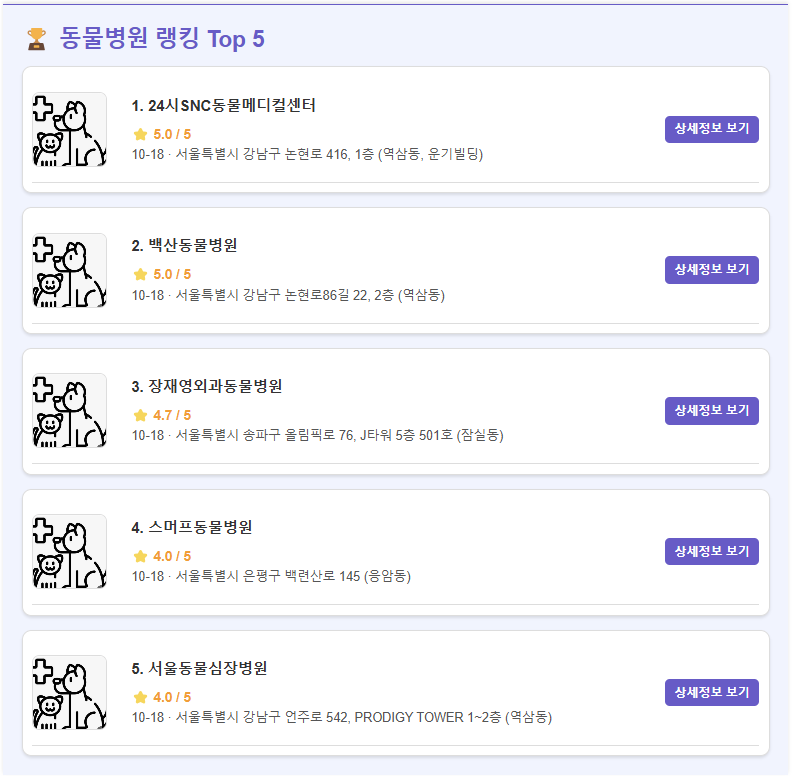 동물병원 랭킹 Top 5
1. 24시SNC동물메디컬센터
5.0 / 5
10-18 · 서울특별시 강남구 논현로 416, 1층 (역삼동, 운기빌딩)
상세정보 보기
2. 백산동물병원
5.0 / 5
10-18 · 서울특별시 강남구 논현로86길 22, 2층 (역삼동)
상세정보 보기
3. 장재영외과동물병원
4.7 / 5
10-18 · 서울특별시 송파구 올림픽로 76, J타워 5층 501호 (잠실동)
상세정보 보기
4. 스머프동물병원
4.0 / 5
10-18 · 서울특별시 은평구 백련산로 145 (응암동)
상세정보 보기
5. 서울동물심장병원
4.0 / 5
10-18 · 서울특별시 강남구 언주로 542, PRODIGY TOWER 1~2층 (역삼동)
상세정보 보기